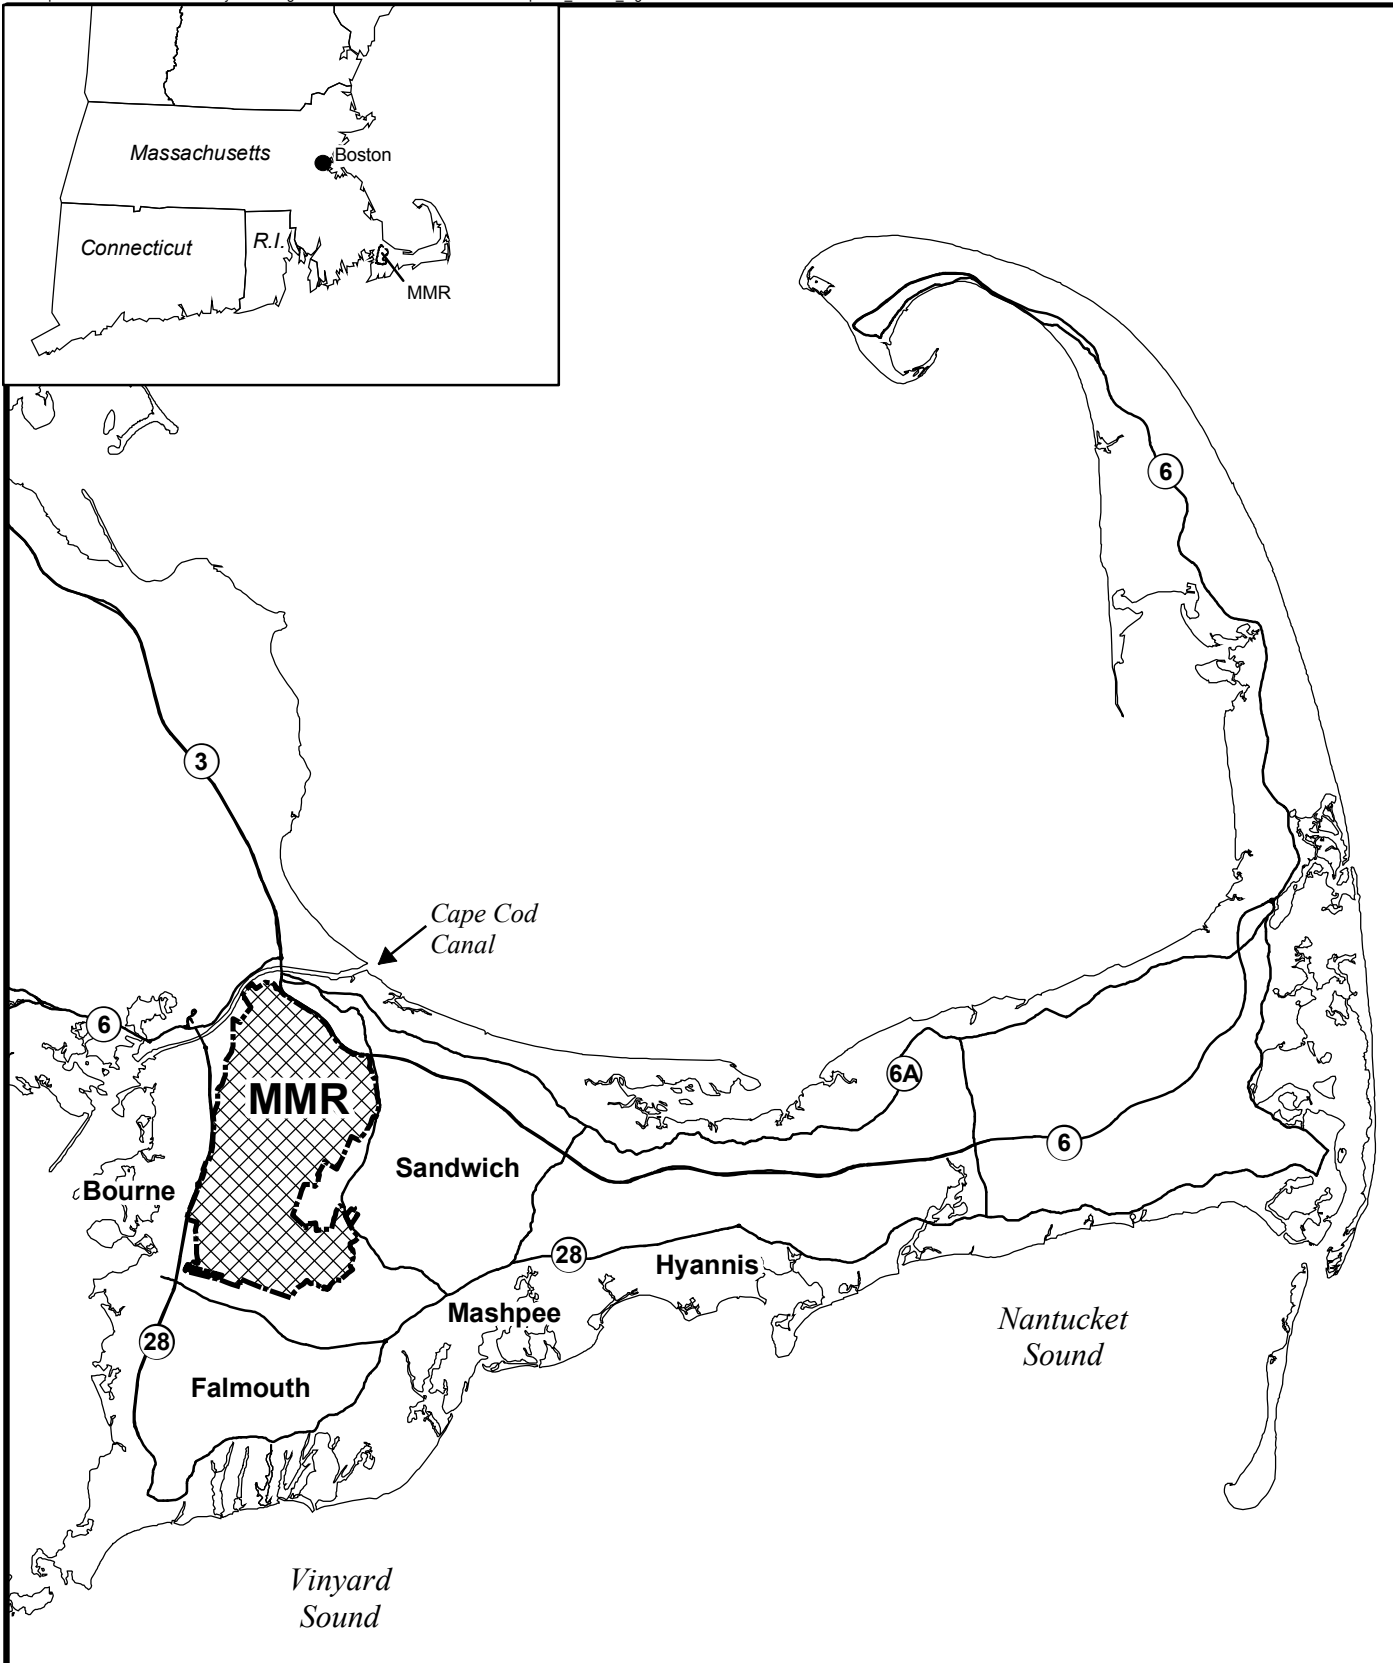 Massachusetts
Boston
Connecticut
R.I.
MMR
6
3
Cape Cod
Canal
6
6A
MMR
6
Sandwich
Bourne
28
Hyannis
Mashpee
Nantucket
Sound
28
Falmouth
Vinyard
Sound